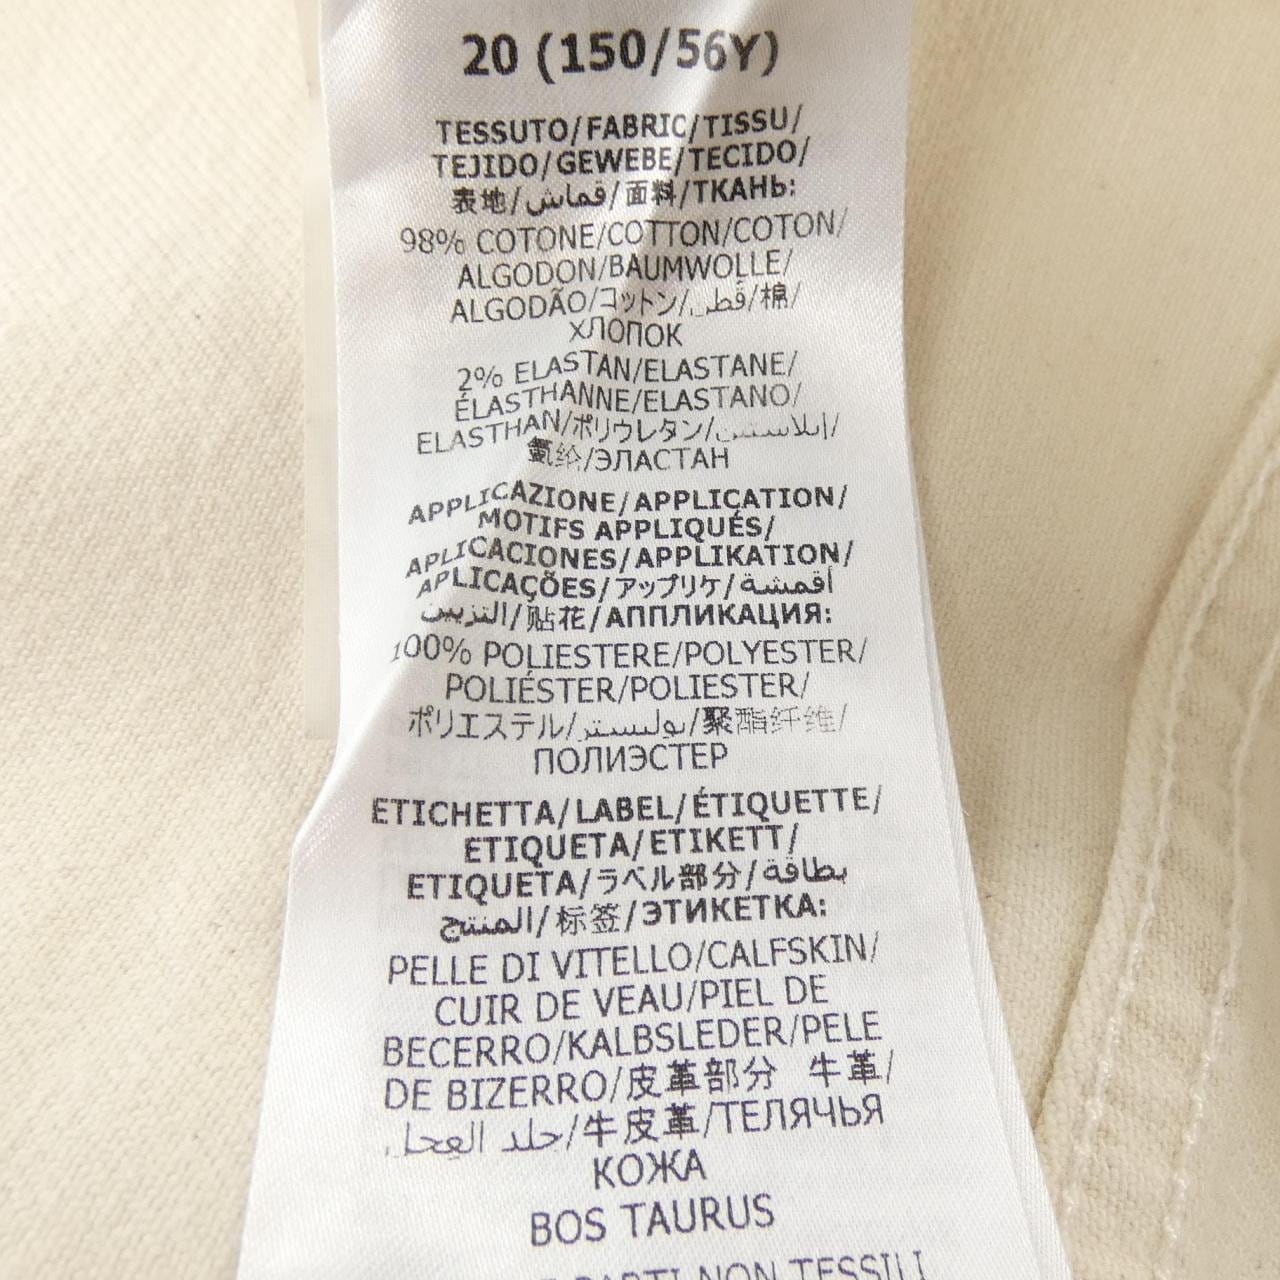 20 (150/56Y)
TESSUTO/FABRIC/TISSU/
TEJIDO/GEWEBE/TECIDO/
表地/قماش/面料/ТКАНЬ:
98% COTONE/COTTON/COTON/
ALGODON/BAUMWOLLE/
ALGODÃO/コットン/قطن/棉/
ХЛОПОК
2% ELASTAN/ELASTANE/
ÉLASTHANNE/ELASTANO/
ELASTHAN/ポリウレタン/إيلاستين/
氨纶/ЭЛАСТАН
APPLICAZIONE/APPLICATION/
MOTIFS APPLIQUÉS/
APLICACIONES/APPLIKATION/
APLICAÇÕES/アップリケ/أقمشة
التزيين/贴花/АППЛИКАЦИЯ:
100% POLIESTERE/POLYESTER/
POLIÉSTER/POLIESTER/
ポリエステル/بوليستر/聚酯纤维/
ПОЛИЭСТЕР
ETICHETTA/LABEL/ÉTIQUETTE/
ETIQUETA/ETIKETT/
ETIQUETA/ラベル部分/بطاقة
المنتج/标签/ЭТИКЕТКА:
PELLE DI VITELLO/CALFSKIN/
CUIR DE VEAU/PIEL DE
BECERRO/KALBSLEDER/PELE
DE BIZERRO/皮革部分 牛革/
جلد العجل/牛皮革/ТЕЛЯЧЬЯ
КОЖА
BOS TAURUS
PARTI NON TESSILI